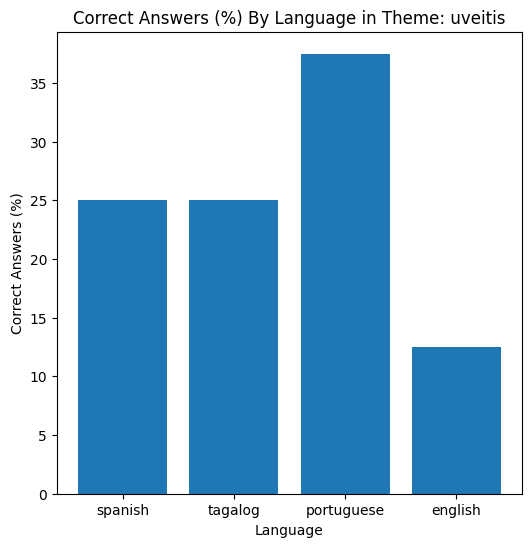 Correct Answers (%) By Language in Theme: uveitis
Correct Answers (%)
35
30
25
20
15
10
5
0
spanish tagalog portuguese english
Language